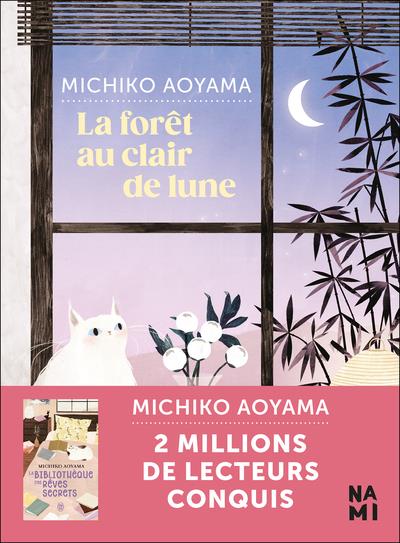 MICHIKO AOYAMA
La forêt
au clair
de lune
MICHIKO AOYAMA
2 MILLIONS
DE LECTEURS
CONQUIS
NA
MI
MICHIKO AOYAMA
LA BIBLIOTHÈQUE
DES RÊVES
SECRETS